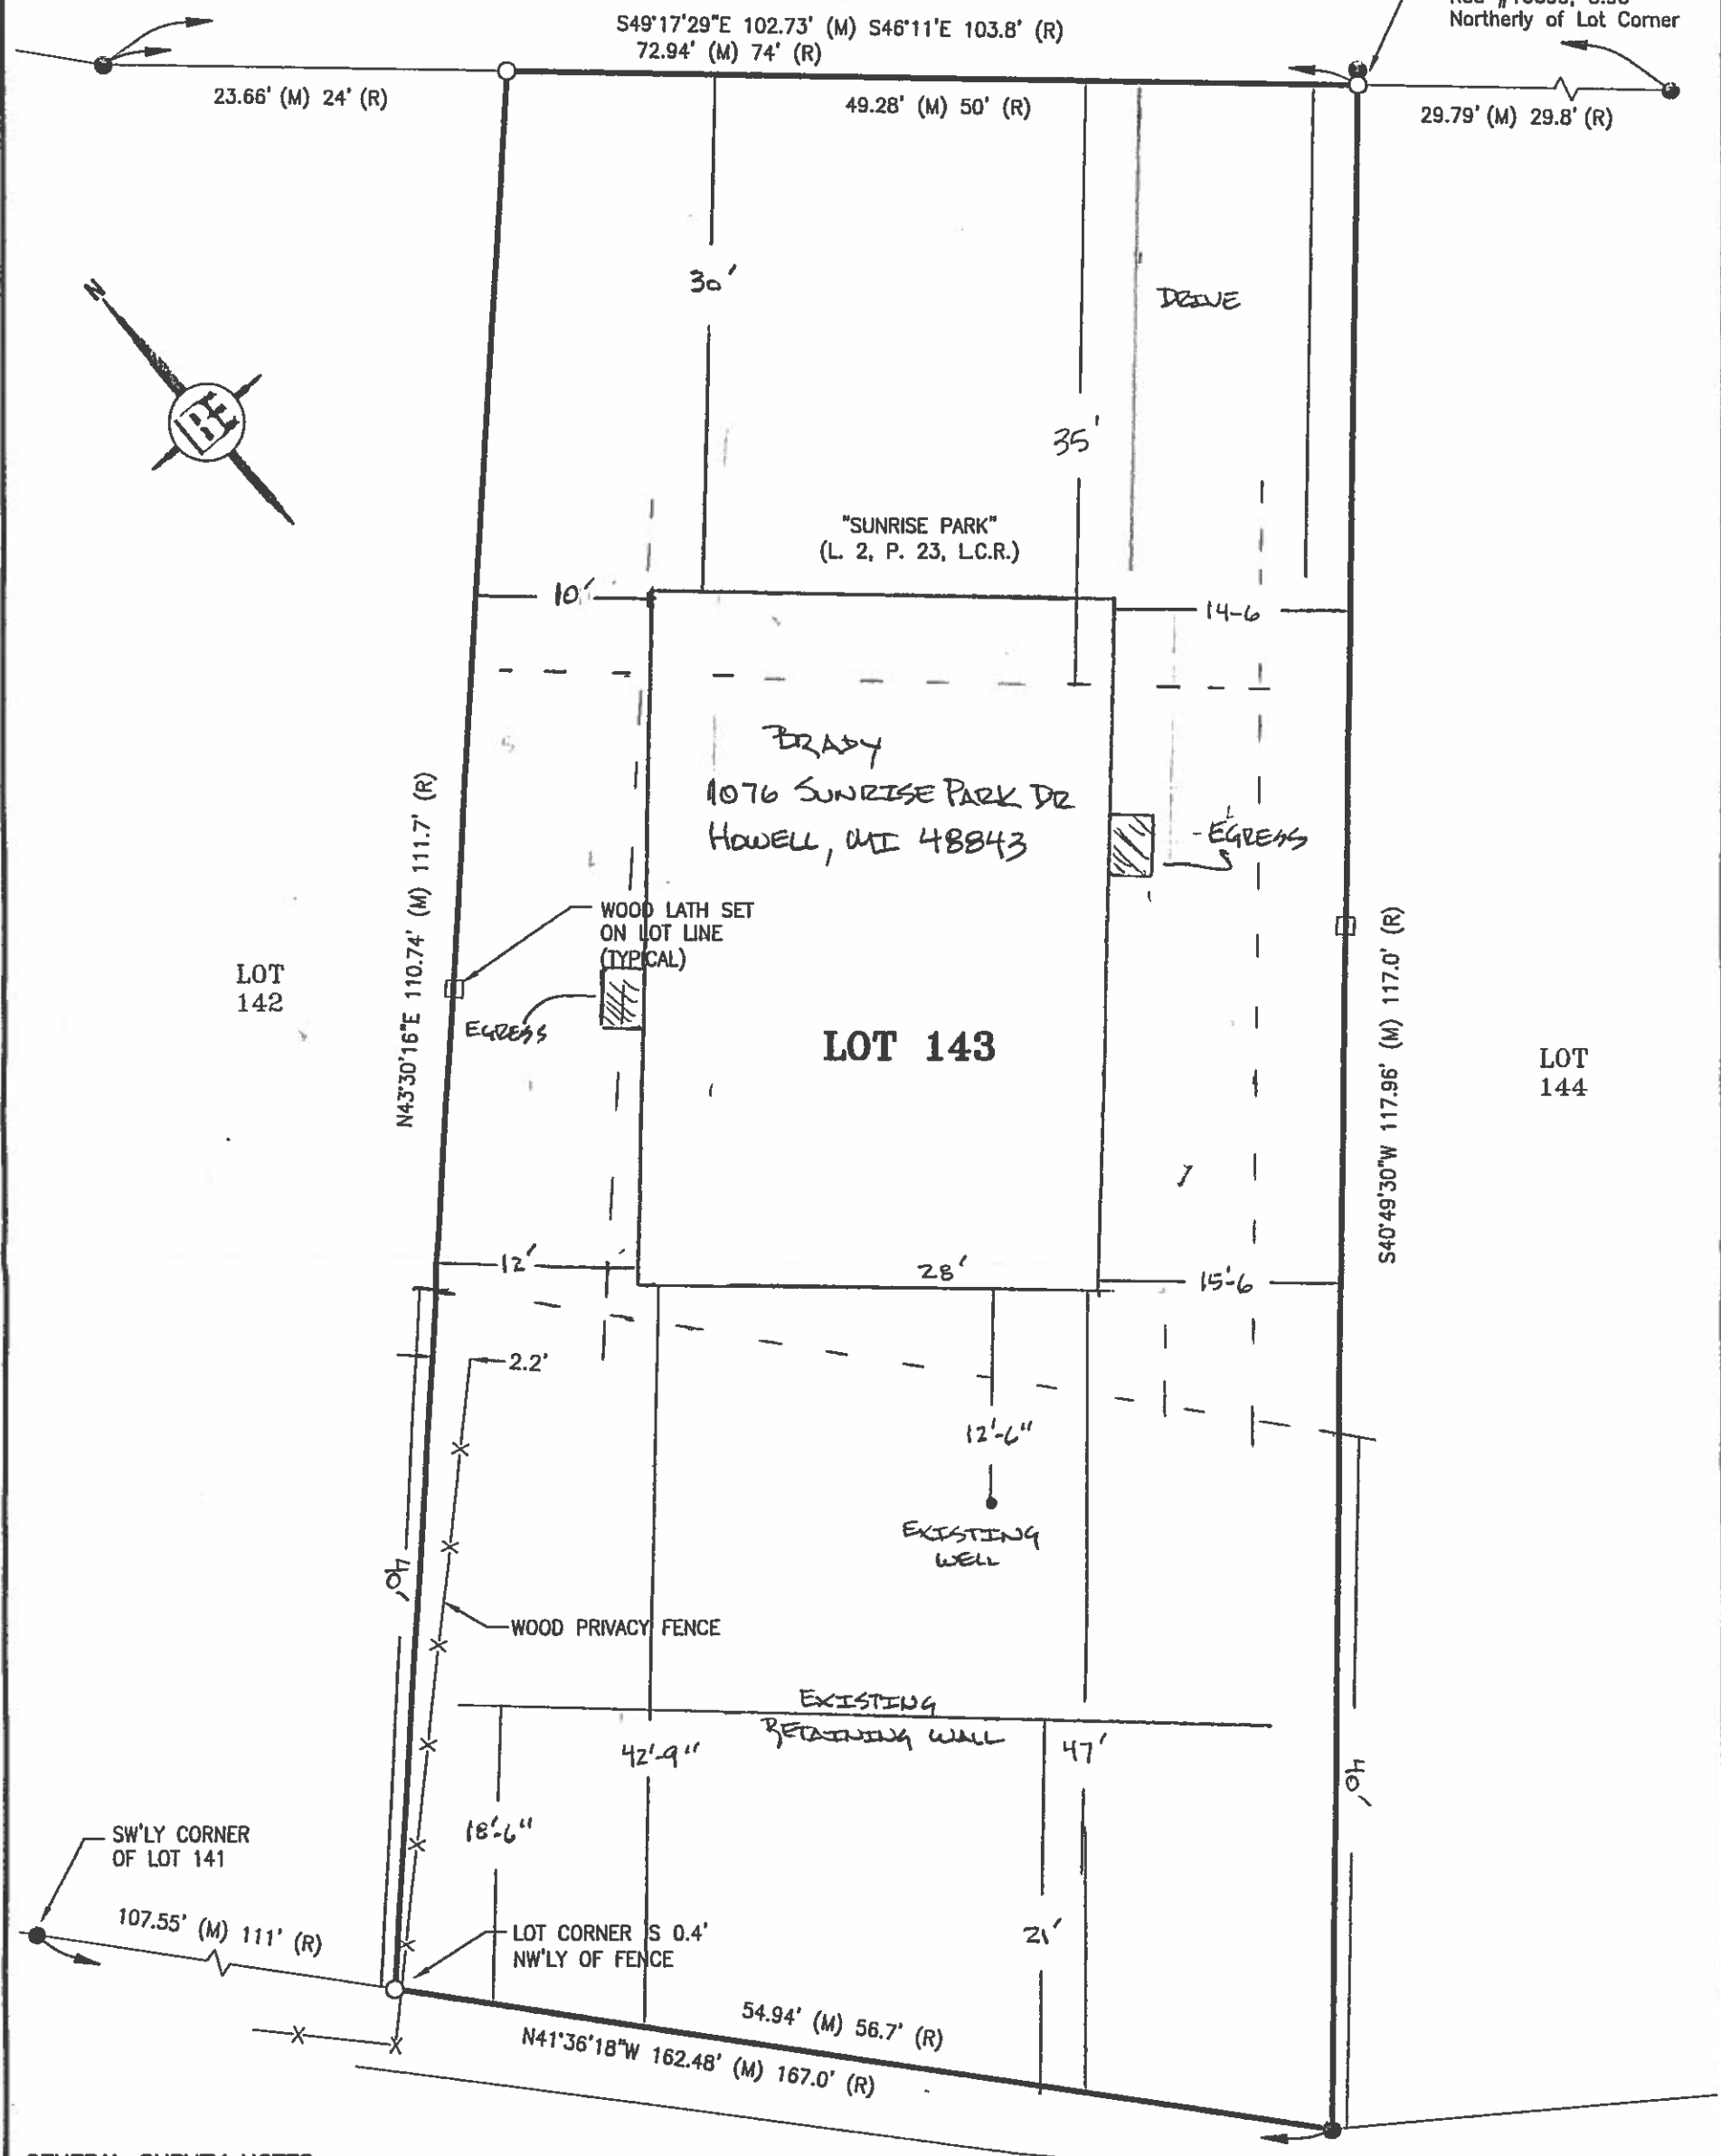 S49°17'29"E 102.73' (M) S46°11'E 103.8' (R)
72.94' (M) 74' (R)
Northerly of Lot Corner
23.66' (M) 24' (R)
49.28' (M) 50' (R)
29.79' (M) 29.8' (R)
N
30'
DRIVE
BE
35'
"SUNRISE PARK"
(L. 2, P. 23, L.C.R.)
10'
14-6
BRADY
1076 SUNRISE PARK DR
HOWELL, MI 48843
EGRESS
N43°30'16"E 110.74' (M) 111.7' (R)
WOOD LATH SET
ON LOT LINE
(TYPICAL)
LOT
142
EGRESS
LOT 143
S40°49'30"W 117.96' (M) 117.0' (R)
LOT
144
12'
28'
15'-6
2.2'
12'-6"
EXISTING
WELL
40'
WOOD PRIVACY FENCE
EXISTING
RETAINING WALL
42'-9"
47'
40'
18'-6"
SW'LY CORNER
OF LOT 141
107.55' (M) 111' (R)
LOT CORNER IS 0.4'
NW'LY OF FENCE
21'
54.94' (M) 56.7' (R)
N41°36'18"W 162.48' (M) 167.0' (R)